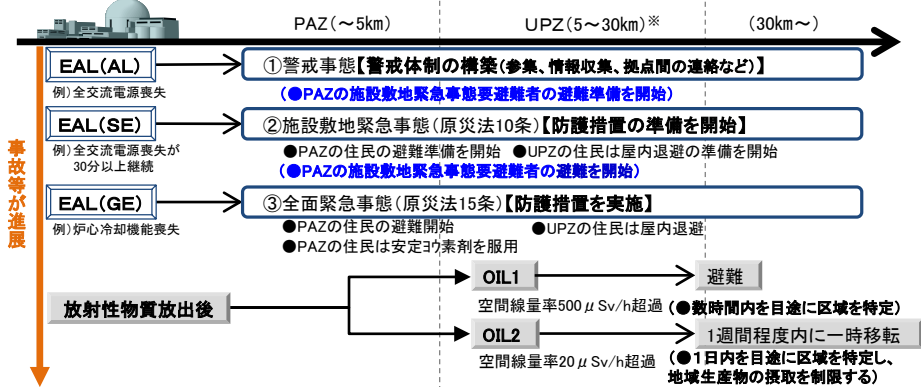 PAZ(～5km)
UPZ(5～30km)※
(30km～)
事故等が進展
EAL(AL)
例)全交流電源喪失
①警戒事態【警戒体制の構築(参集、情報収集、拠点間の連絡など)】
(●PAZの施設敷地緊急事態要避難者の避難準備を開始)
EAL(SE)
例)全交流電源喪失が
30分以上継続
②施設敷地緊急事態(原災法10条)【防護措置の準備を開始】
●PAZの住民の避難準備を開始 ●UPZの住民は屋内退避の準備を開始
(●PAZの施設敷地緊急事態要避難者の避難を開始)
EAL(GE)
例)炉心冷却機能喪失
③全面緊急事態(原災法15条)【防護措置を実施】
●PAZの住民の避難開始 ●UPZの住民は屋内退避
●PAZの住民は安定ﾖｳ素剤を服用
放射性物質放出後
OIL1
避難
空間線量率500μSv/h超過
(●数時間内を目途に区域を特定)
OIL2
1週間程度内に一時移転
空間線量率20μSv/h超過
(●1日内を目途に区域を特定し、
地域生産物の摂取を制限する)